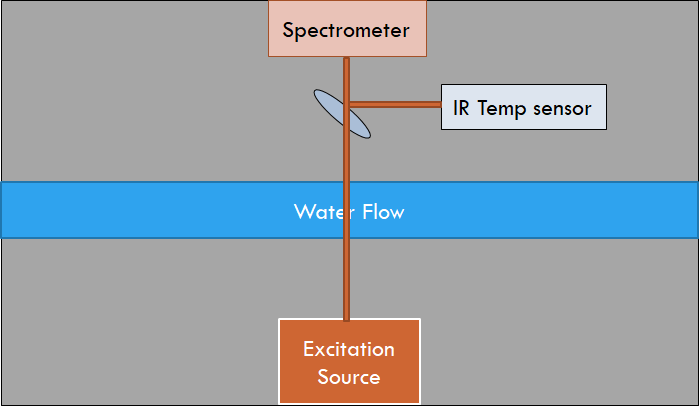 Spectrometer
IR Temp sensor
Water Flow
Excitation
Source